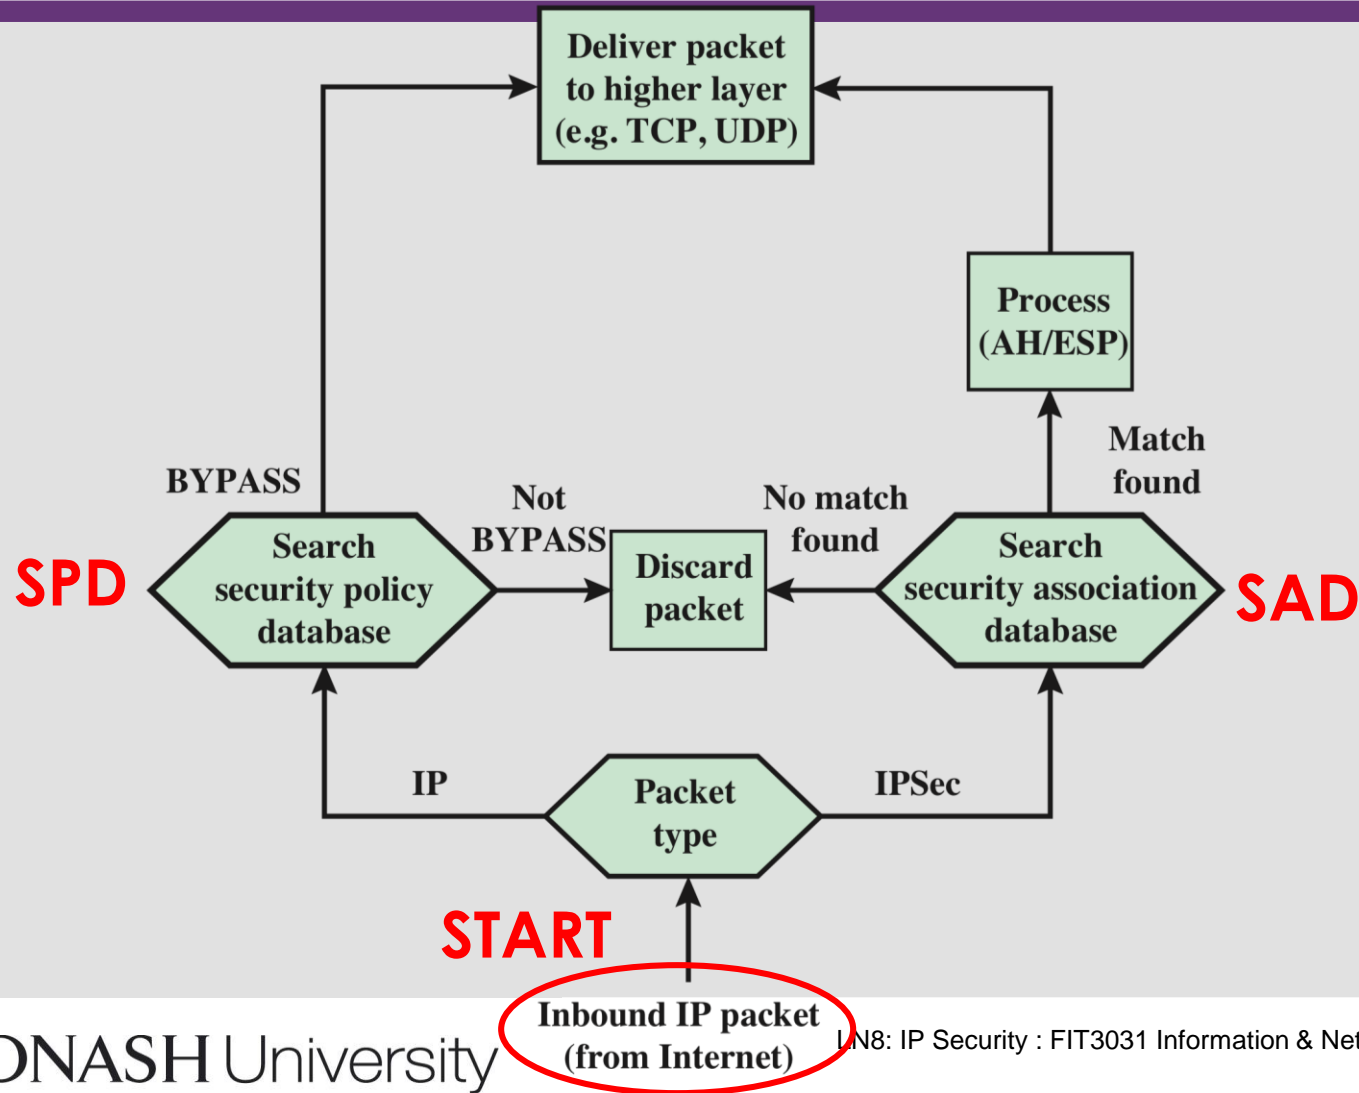 Deliver packet
to higher layer
(e.g. TCP, UDP)
Process
(AH/ESP)
Match
found
BYPASS
Not
BYPASS
No match
found
SPD
Search
security policy
database
Discard
packet
Search
security association
database
SAD
IP
Packet
type
IPSec
START
Inbound IP packet
(from Internet)
University
N8: IP Security : FIT3031 Information &